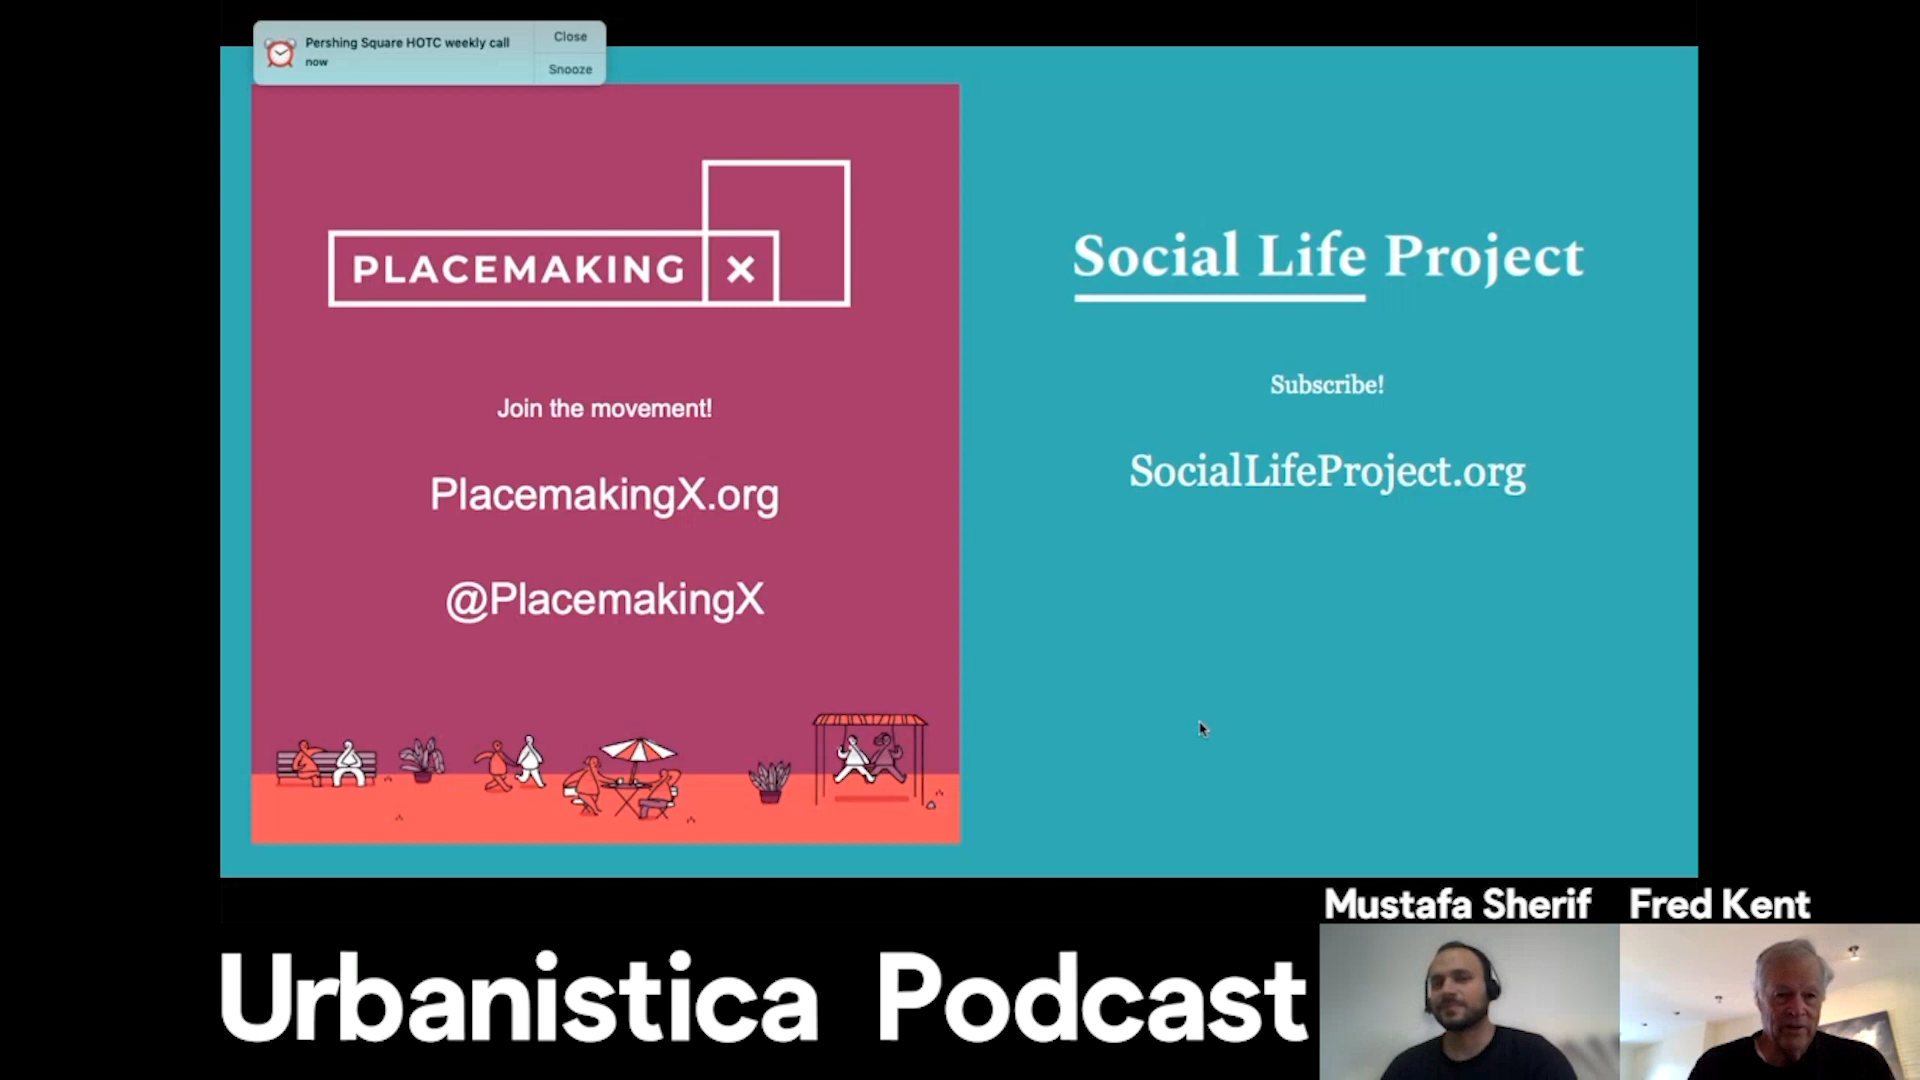 Pershing Square HOTC weekly call
now
Close
Snooze
PLACEMAKING X
Join the movement!
PlacemakingX.org
@PlacemakingX
Social Life Project
Subscribe!
SocialLifeProject.org
Mustafa Sherif
Fred Kent
Urbanistica Podcast